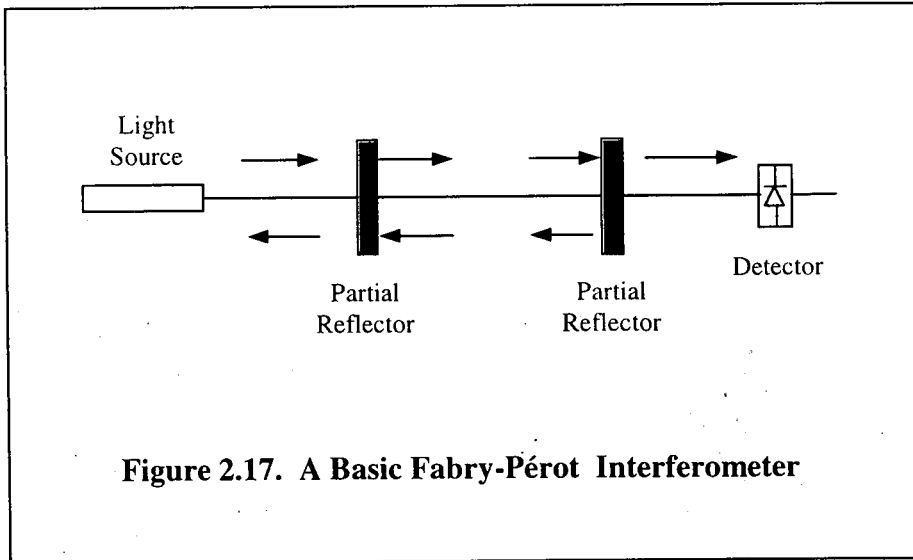 Light
Source
Partial
Reflector
Partial
Reflector
Detector
Figure 2.17. A Basic Fabry-Pérot Interferometer